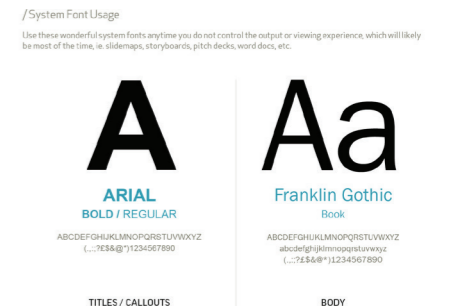 /System Font Usage
Use these wonderful system fonts anytime you do not control the output or viewing experience, which will likely
be most of the time, ie. slidemaps, storyboards, pitch decks, word docs, etc.
A
Aa
ARIAL
BOLD / REGULAR
ABCDEFGHIJKLMNOPQRSTUVWXYZ
(.,:;?£$&@*)1234567890
TITLES / CALLOUTS
Franklin Gothic
Book
ABCDEFGHIJKLMNOPQRSTUVWXYZ
abcdefghijklmnopqrstuvwxyz
(.,:;?£$&@*)1234567890
BODY